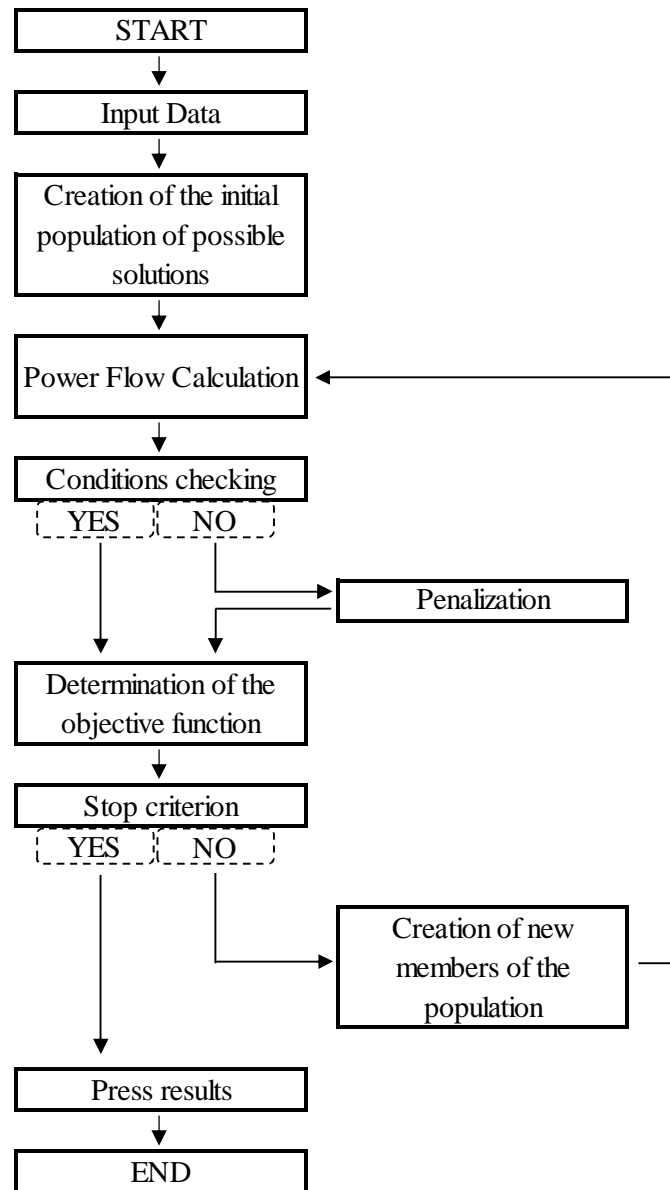 START
Input Data
Creation of the initial
population of possible
solutions
Power Flow Calculation
Conditions checking
YES
NO
Penalization
Determination of the
objective function
Stop criterion
YES
NO
Creation of new
members of the
population
Press results
END